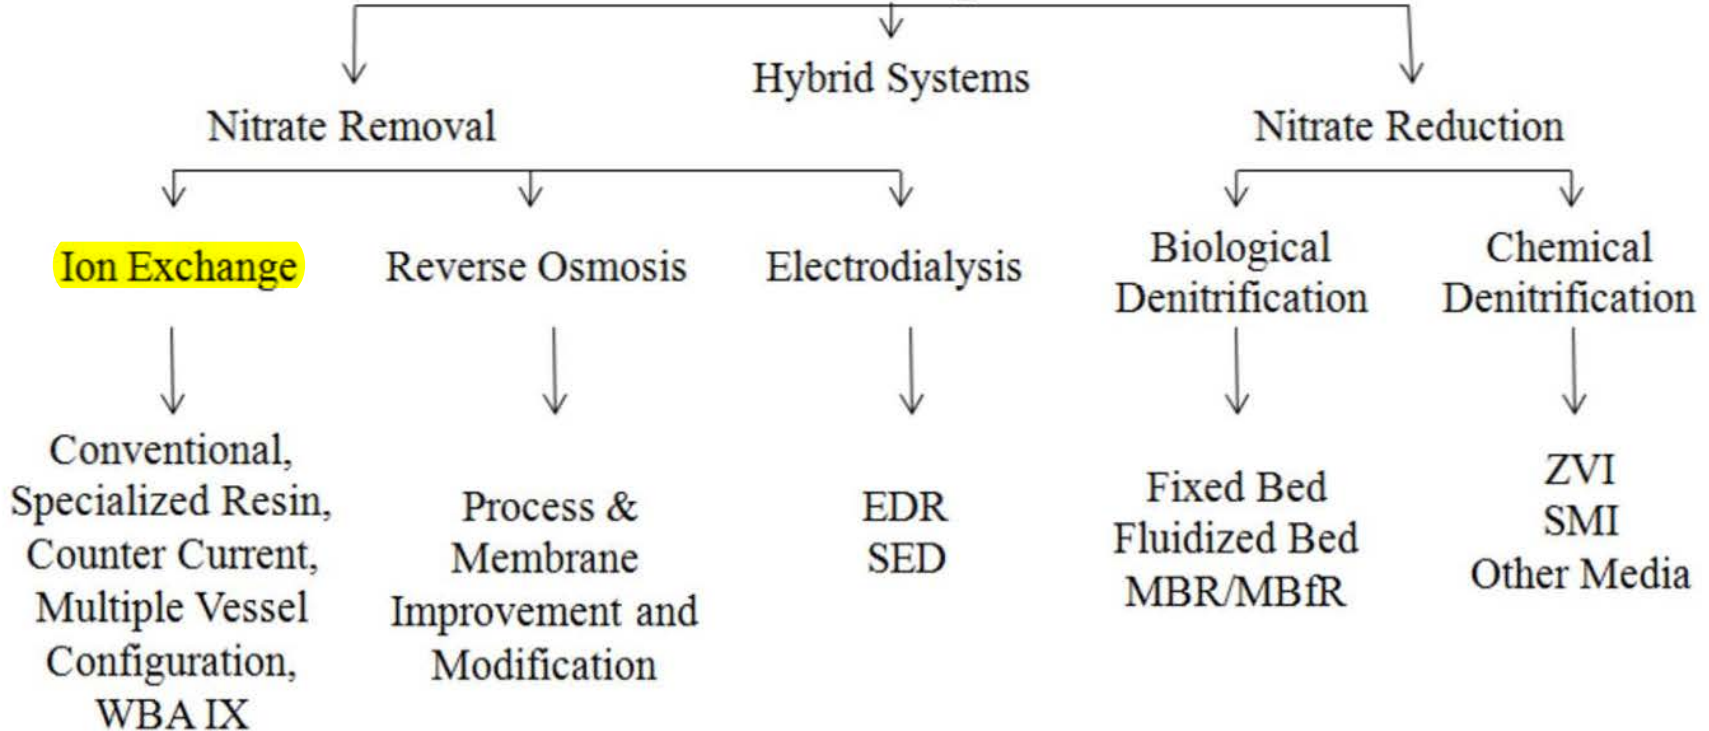 Hybrid Systems
Nitrate Removal
Nitrate Reduction
Ion Exchange
Reverse Osmosis
Electrodialysis
Biological
Denitrification
Chemical
Denitrification
Conventional,
Specialized Resin,
Counter Current,
Multiple Vessel
Configuration,
WBA IX
Process &
Membrane
Improvement and
Modification
EDR
SED
Fixed Bed
Fluidized Bed
MBR/MBfR
ZVI
SMI
Other Media